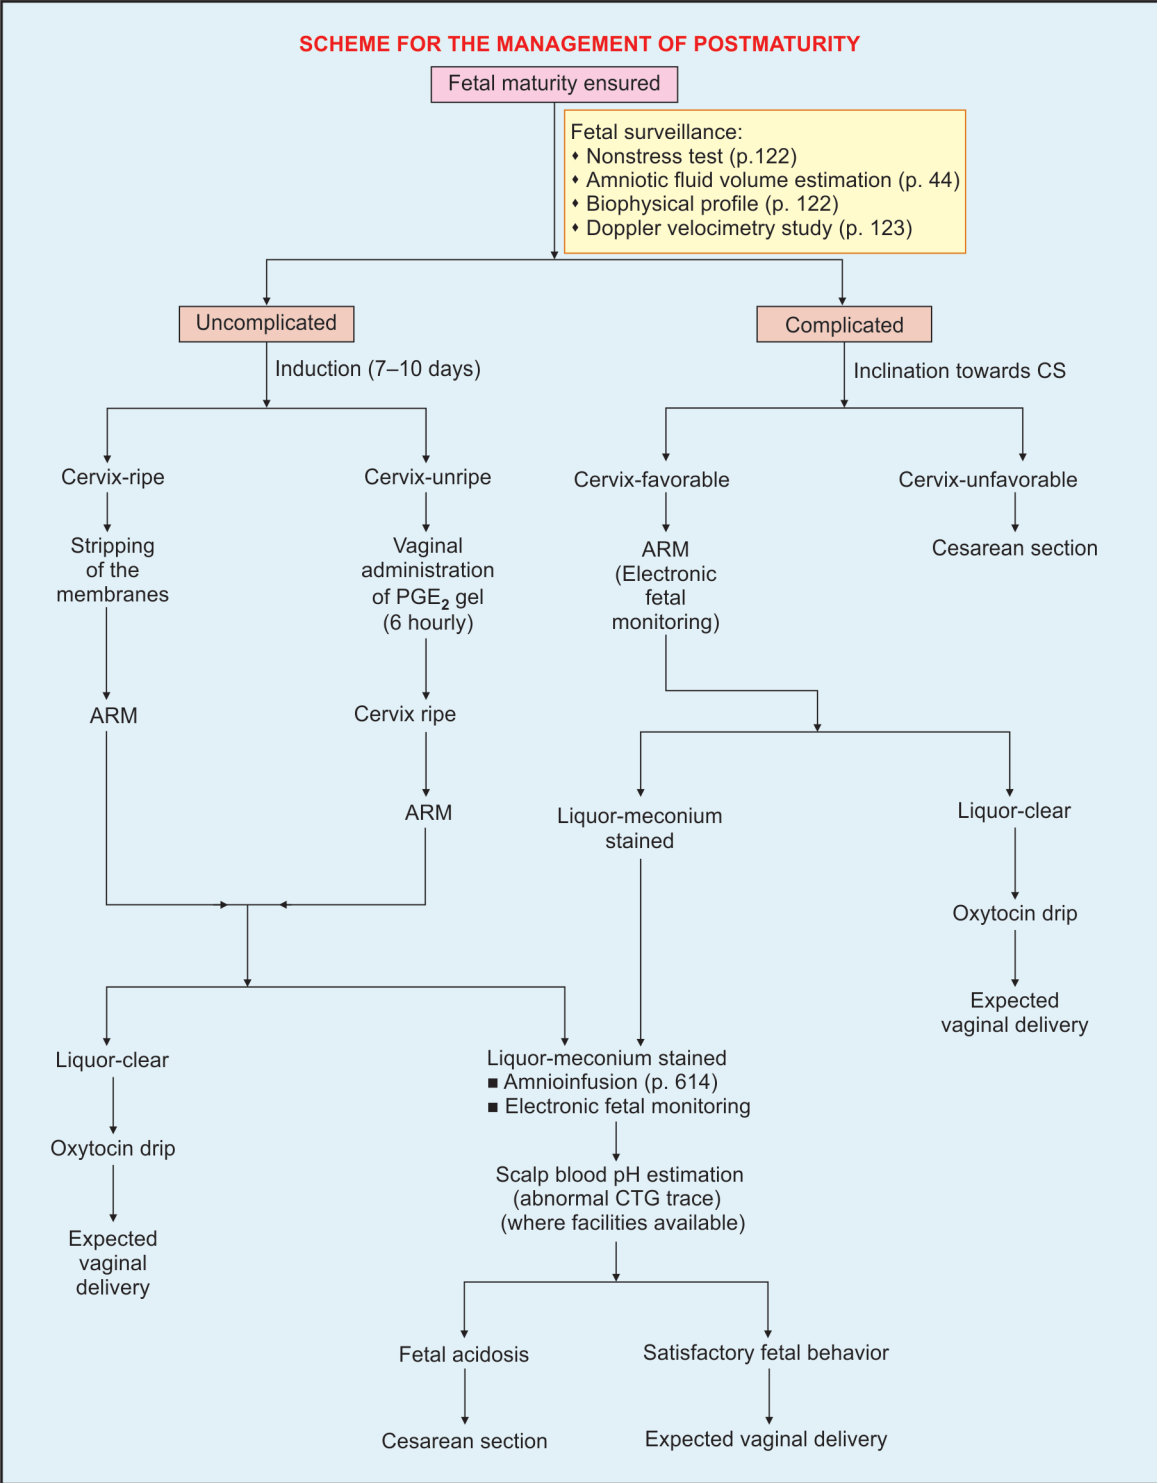 SCHEME FOR THE MANAGEMENT OF POSTMATURITY
Fetal maturity ensured
Fetal surveillance:
♦ Nonstress test (p.122)
♦ Amniotic fluid volume estimation (p. 44)
♦ Biophysical profile (p. 122)
♦ Doppler velocimetry study (p. 123)
Uncomplicated
Complicated
Induction (7–10 days)
Inclination towards CS
Cervix-ripe
Cervix-unripe
Cervix-favorable
Cervix-unfavorable
Stripping
of the
membranes
Vaginal
administration
of PGE₂ gel
(6 hourly)
ARM
(Electronic
fetal
monitoring)
Cesarean section
ARM
Cervix ripe
ARM
Liquor-meconium
stained
Liquor-clear
Oxytocin drip
Expected
vaginal delivery
Liquor-clear
Oxytocin drip
Expected
vaginal
delivery
Liquor-meconium stained
■ Amnioinfusion (p. 614)
■ Electronic fetal monitoring
Scalp blood pH estimation
(abnormal CTG trace)
(where facilities available)
Fetal acidosis
Satisfactory fetal behavior
Cesarean section
Expected vaginal delivery